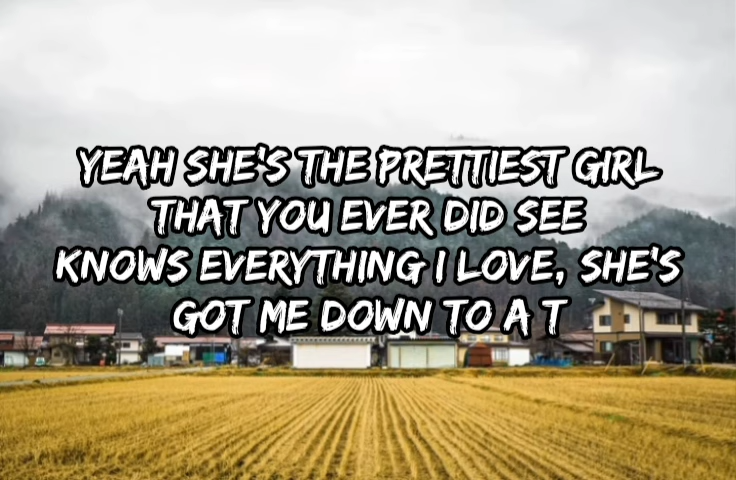 YEAH SHE'S THE PRETTIEST GIRL
THAT YOU EVER DID SEE
KNOWS EVERYTHING I LOVE, SHE'S
GOT ME DOWN TO A T